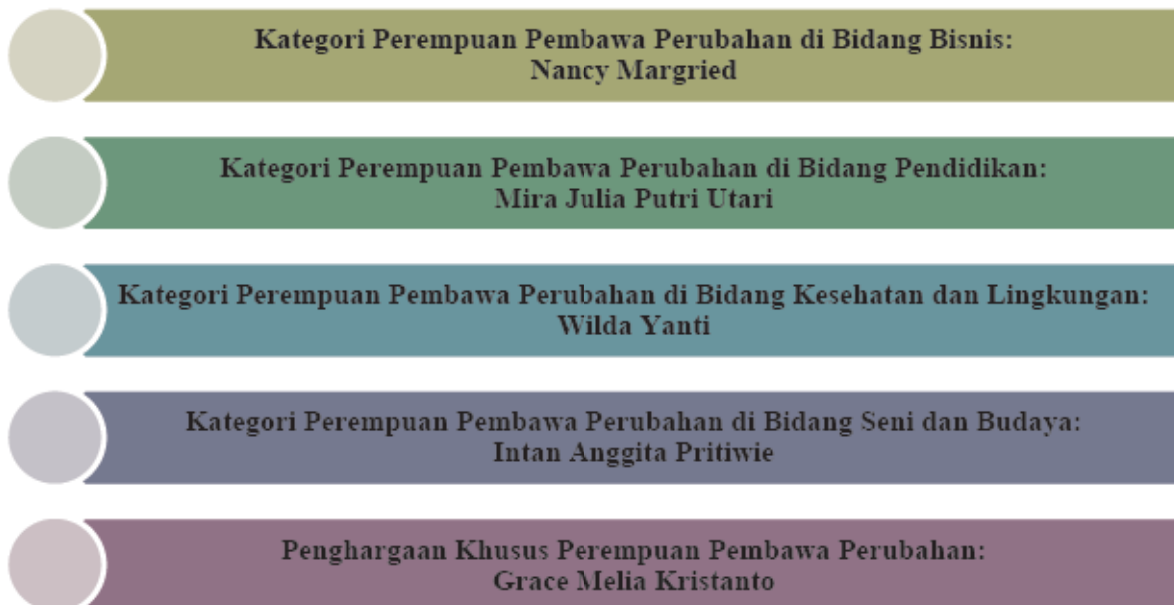 Kategori Perempuan Pembawa Perubahan di Bidang Bisnis:
Nancy Margried
Kategori Perempuan Pembawa Perubahan di Bidang Pendidikan:
Mira Julia Putri Utari
Kategori Perempuan Pembawa Perubahan di Bidang Kesehatan dan Lingkungan:
Wilda Yanti
Kategori Perempuan Pembawa Perubahan di Bidang Seni dan Budaya:
Intan Anggita Pritiwie
Penghargaan Khusus Perempuan Pembawa Perubahan:
Grace Melia Kristanto